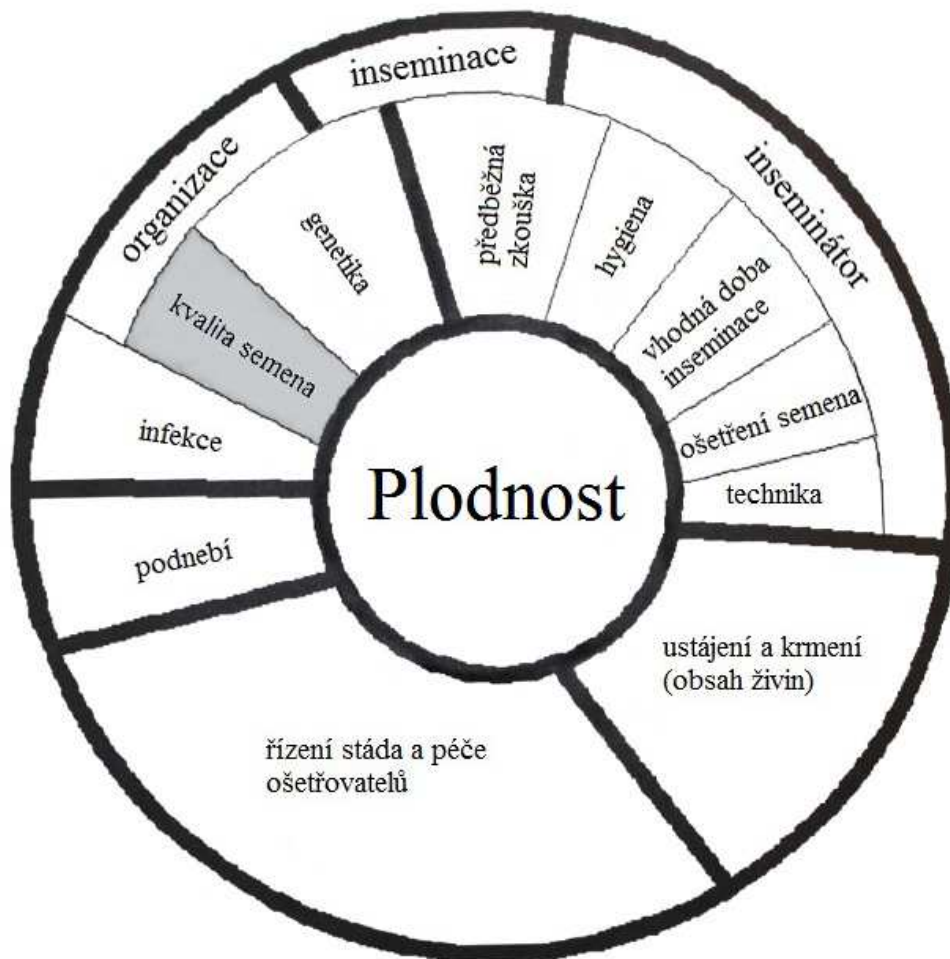 inseminace
organizace
inseminátor
předběžná
zkouška
hygiena
genetika
vhodná doba
inseminace
kvalita semena
ošetření semena
infekce
Plodnost
technika
podnebí
ustájení a krmení
(obsah živin)
řízení stáda a péče
ošetřovatelů